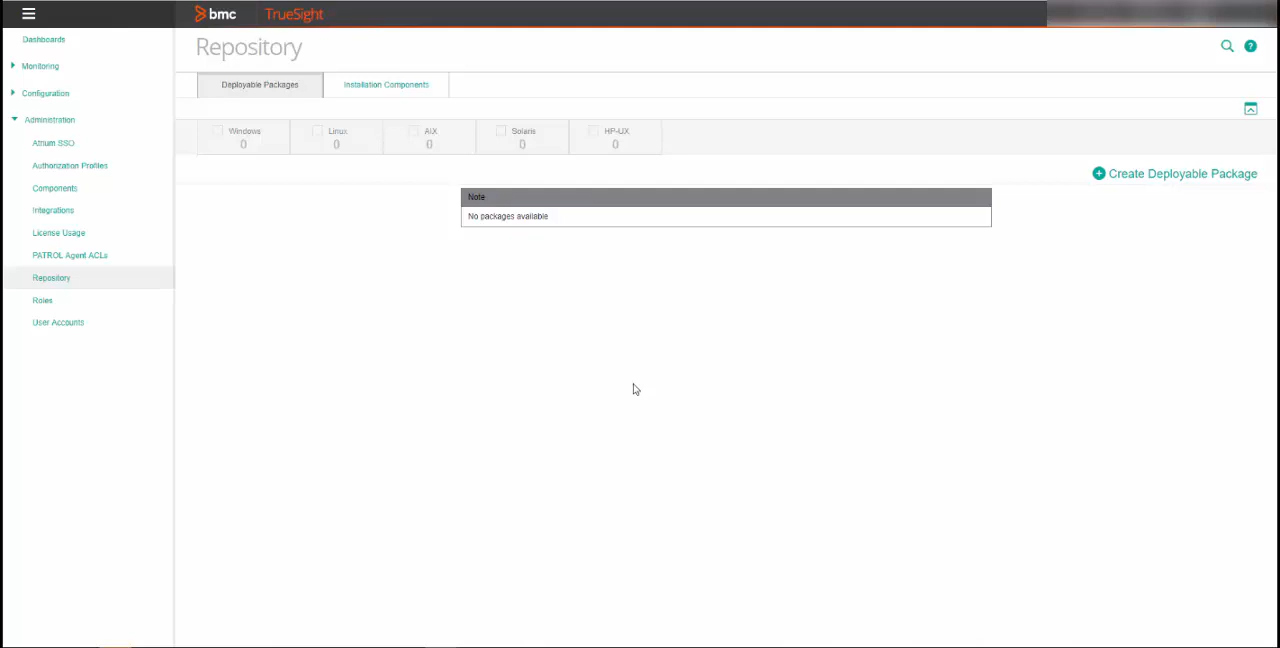 bmc TrueSight
Dashboards
Monitoring
Configuration
Administration
Atrium SSO
Authorization Profiles
Components
Integrations
License Usage
PATROL Agent ACLs
Repository
Roles
User Accounts
Repository
?
Deployable Packages Installation Components
Windows Linux AIX Solaris HP-UX
0 0 0 0 0
Create Deployable Package
Note
No packages available